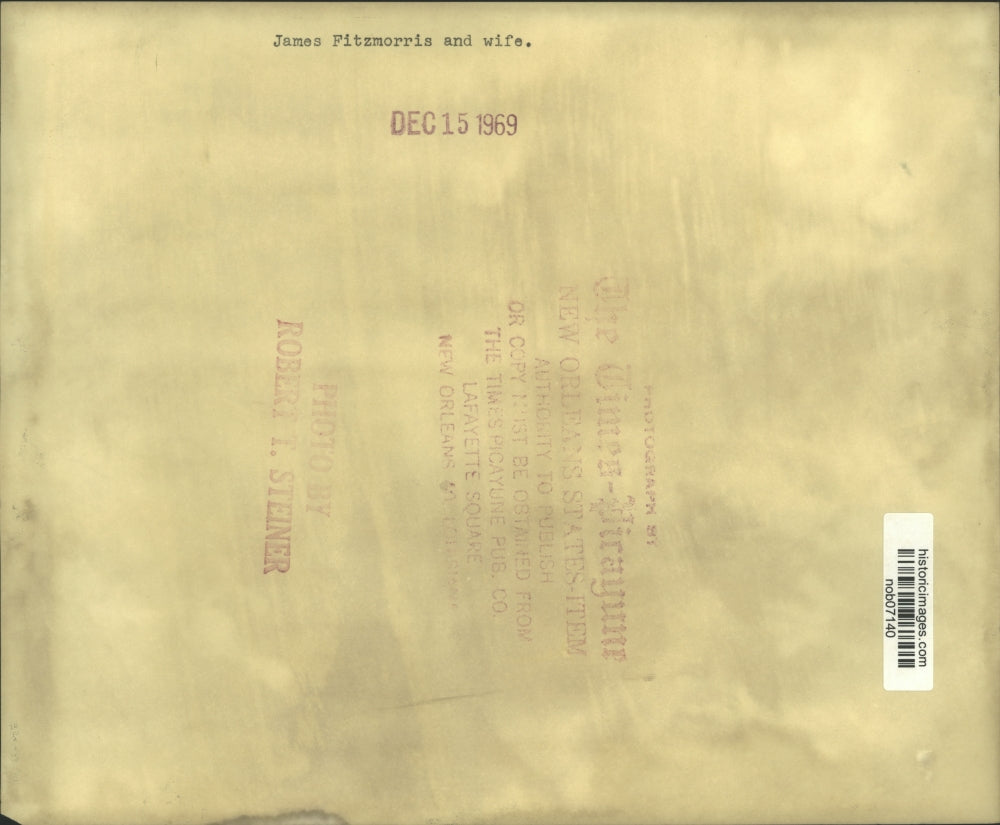 James Fitzmorris and wife.
DEC 15 1969
PHOTOGRAPH BY
The Times-Picayune
NEW ORLEANS STATES-ITEM
AUTHORITY TO PUBLISH
OR COPY MUST BE OBTAINED FROM
THE TIMES PICAYUNE PUB. CO.
LAFAYETTE SQUARE
NEW ORLEANS
PHOTO BY
ROBERT T. STEINER
historicimages.com
nob07140